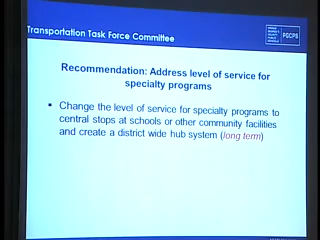 Transportation Task Force Committee
PGCPS
Recommendation: Address level of service for
specialty programs
• Change the level of service for specialty programs to
central stops at schools or other community facilities
and create a district wide hub system (long term)